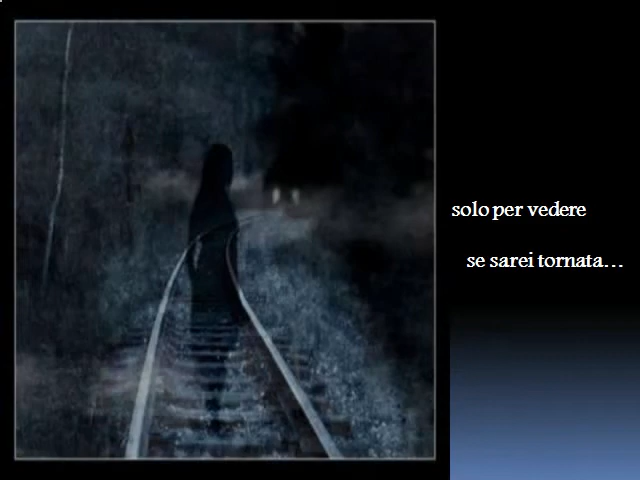 solo per vedere
se sarei tornata…